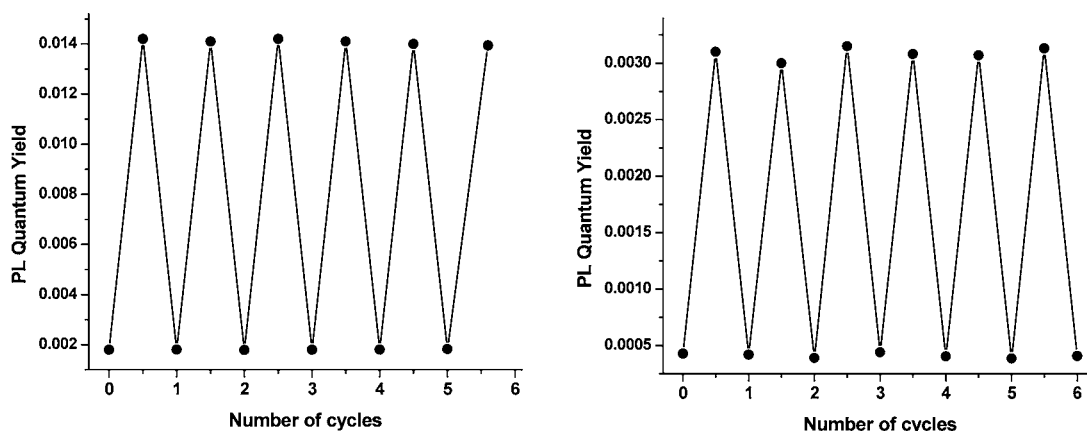 PL Quantum Yield
0.014
0.012
0.010
0.008
0.006
0.004
0.002
0 1 2 3 4 5 6
Number of cycles
PL Quantum Yield
0.0030
0.0025
0.0020
0.0015
0.0010
0.0005
0 1 2 3 4 5 6
Number of cycles